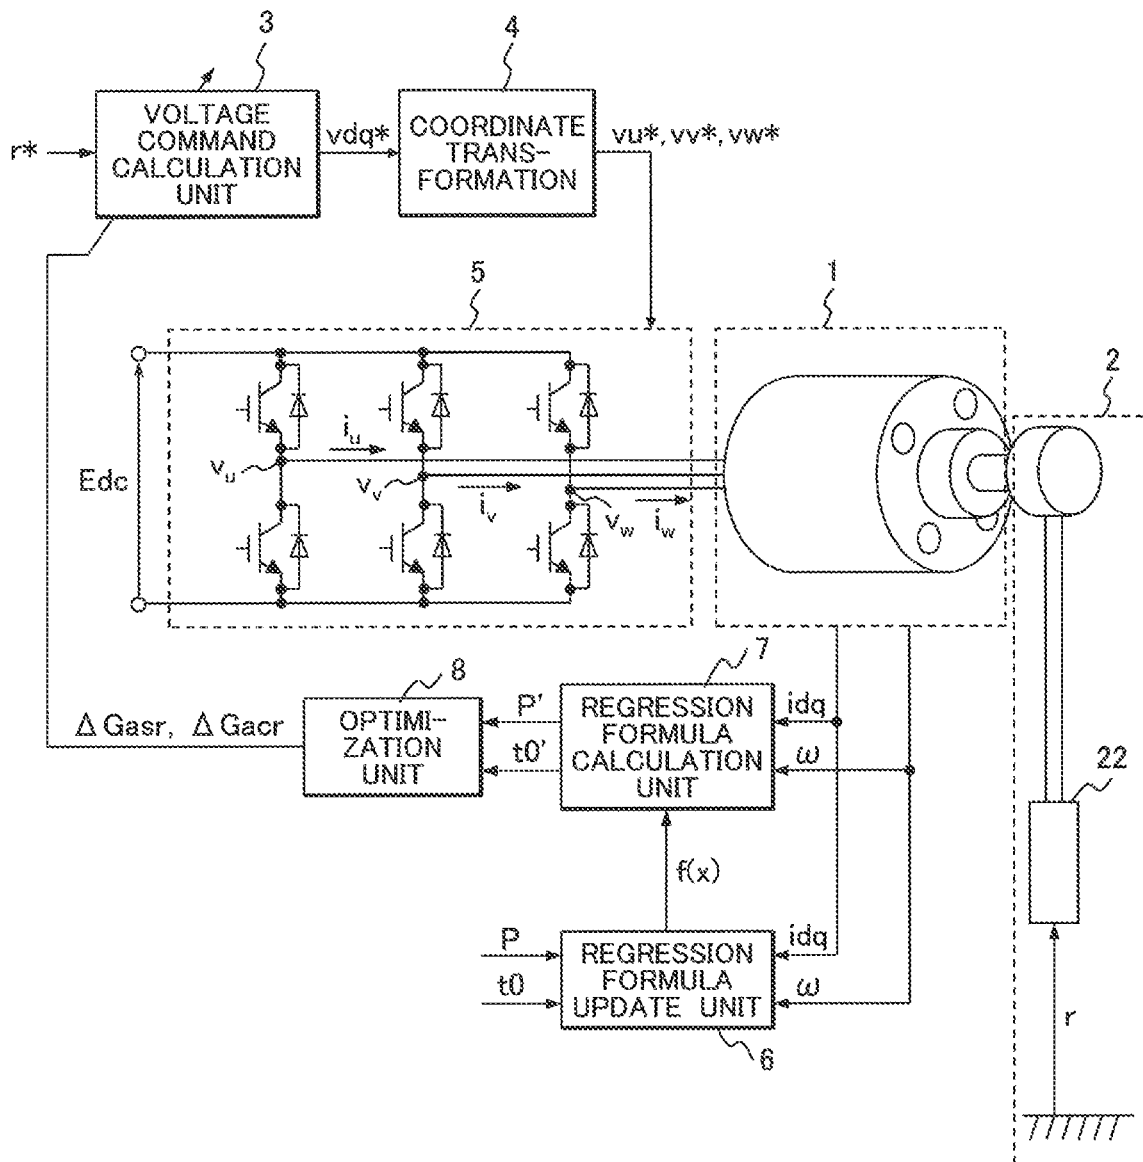 3
4
VOLTAGE
COMMAND
CALCULATION
UNIT
r*
vdq*
COORDINATE
TRANS-
FORMATION
vu*, vv*, vw*
5
1
2
Edc
iu
vu
vv
iv
vw
iw
7
8
ΔGasr, ΔGacr
OPTIMI-
ZATION
UNIT
P'
t0'
REGRESSION
FORMULA
CALCULATION
UNIT
idq
ω
22
f(x)
P
t0
REGRESSION
FORMULA
UPDATE UNIT
idq
ω
6
r